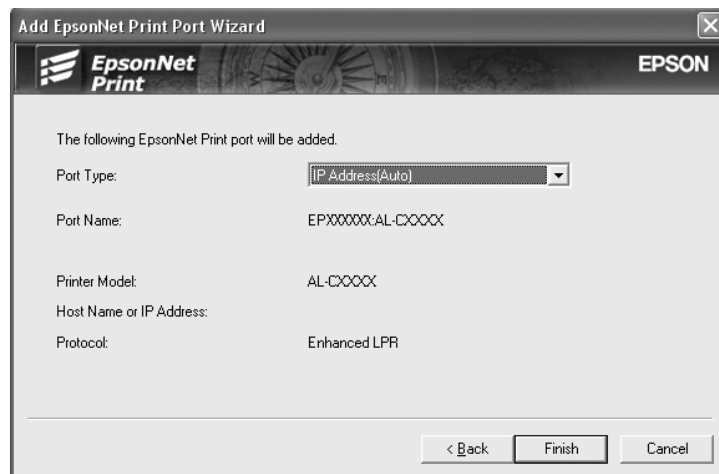 Add EpsonNet Print Port Wizard
EpsonNet
Print
EPSON
The following EpsonNet Print port will be added.
Port Type: IP Address(Auto)
Port Name: EPXXXXXX:AL-CXXXX
Printer Model: AL-CXXXX
Host Name or IP Address:
Protocol: Enhanced LPR
< Back Finish Cancel